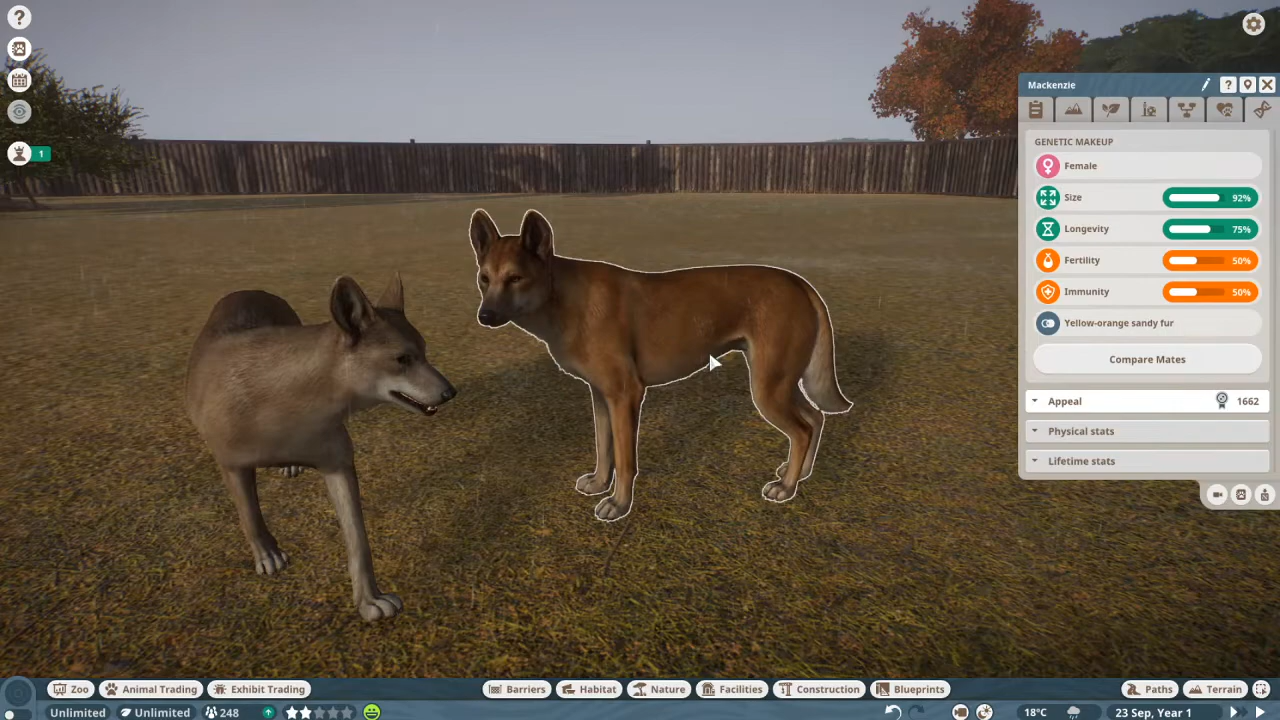 ?
1
Mackenzie
?
GENETIC MAKEUP
Female
Size 92%
Longevity 75%
Fertility 50%
Immunity 50%
Yellow-orange sandy fur
Compare Mates
Appeal 1662
Physical stats
Lifetime stats
Zoo Animal Trading Exhibit Trading Barriers Habitat Nature Facilities Construction Blueprints Paths Terrain
Unlimited Unlimited 248 18°C 23 Sep, Year 1